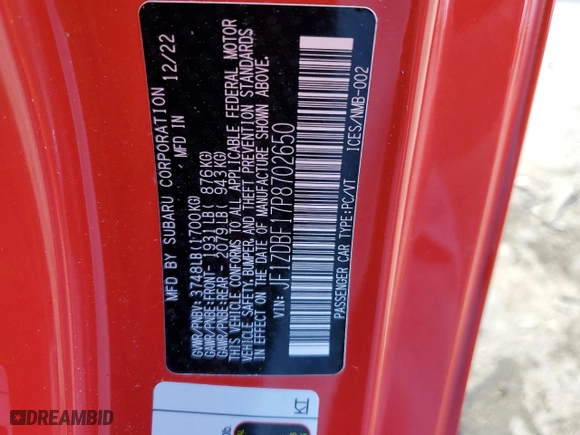 MFD BY SUBARU CORPORATION
MFD IN 12/22
GVWR/PNBV: 3748LB( 1700KG)
GAWR/PNBE-FRONT- 1931LB( 876KG)
GAWR/PNBE-REAR- 2079LB( 943KG)
THIS VEHICLE CONFORMS TO ALL APPLICABLE FEDERAL MOTOR
VEHICLE SAFETY, BUMPER, AND THEFT PREVENTION STANDARDS
IN EFFECT ON THE DATE OF MANUFACTURE SHOWN ABOVE.
VIN: JF1ZDBF17P8702650
PASSENGER CAR TYPE:PC/VT ICES/NMB-002
KT
DREAMBID